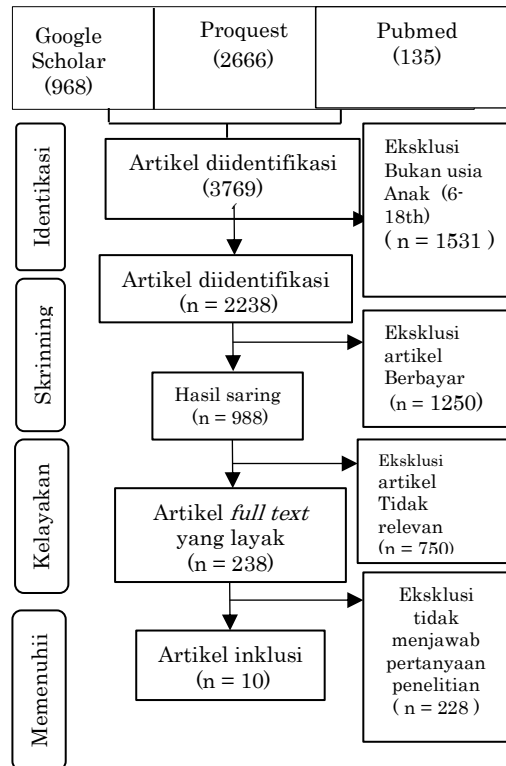 Google
Scholar
(968)
Proquest
(2666)
Pubmed
(135)
Identikasi
Artikel diidentifikasi
(3769)
Eksklusi
Bukan usia
Anak (6-
18th)
( n = 1531 )
Artikel diidentifikasi
(n = 2238)
Skrinning
Eksklusi
artikel
Berbayar
(n = 1250)
Hasil saring
(n = 988)
Kelayakan
Eksklusi
artikel
Tidak
relevan
(n = 750)
Artikel full text
yang layak
(n = 238)
Memenuhii
Eksklusi
tidak
menjawab
pertanyaan
penelitian
( n = 228 )
Artikel inklusi
(n = 10)